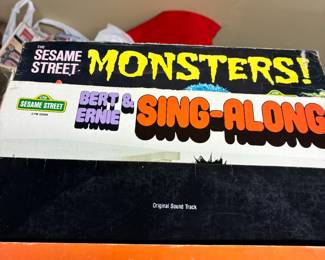 THE
SESAME
STREET
MONSTERS!
SESAME STREET
BERT &
ERNIE
SING-ALONG
Original Sound Track